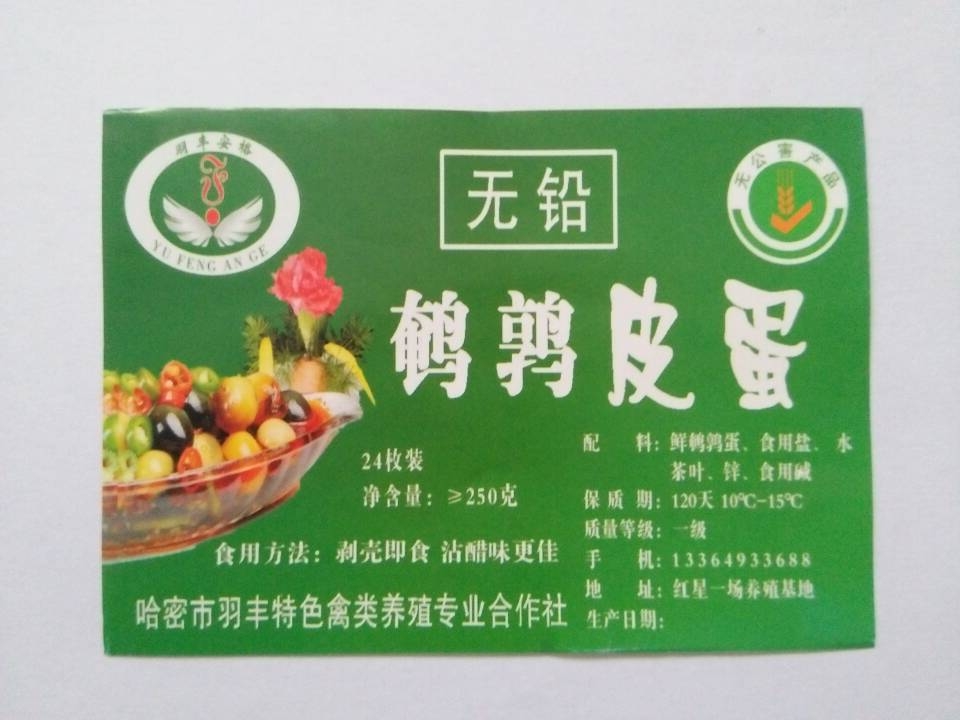 羽丰安格
YU FENG AN GE
无铅
无公害产品
鹌鹑皮蛋
24枚装
净含量：≥250克
食用方法：剥壳即食 沾醋味更佳
哈密市羽丰特色禽类养殖专业合作社
配 料：鲜鹌鹑蛋、食用盐、水
茶叶、锌、食用碱
保 质 期：120天 10℃-15℃
质量等级：一级
手 机：13364933688
地 址：红星一场养殖基地
生产日期：